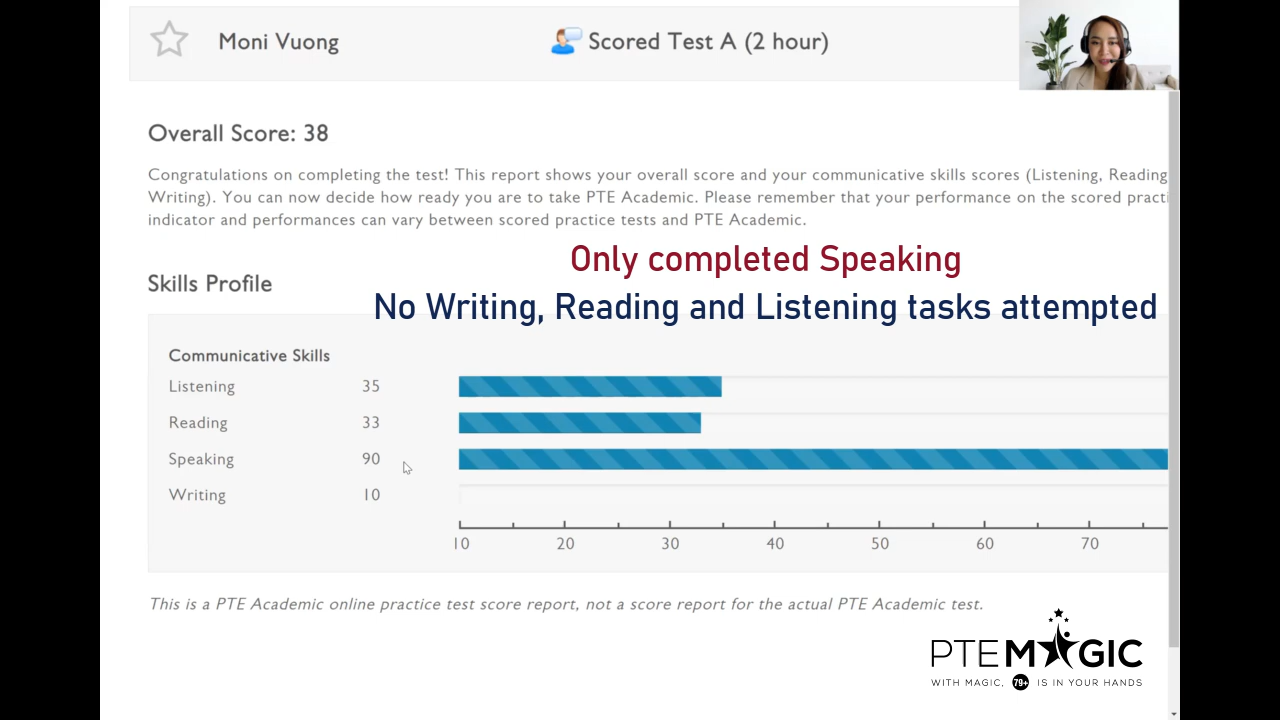 Moni Vuong
Scored Test A (2 hour)
Overall Score: 38
Congratulations on completing the test! This report shows your overall score and your communicative skills scores (Listening, Reading
Writing). You can now decide how ready you are to take PTE Academic. Please remember that your performance on the scored practi
indicator and performances can vary between scored practice tests and PTE Academic.
Only completed Speaking
Skills Profile
No Writing, Reading and Listening tasks attempted
Communicative Skills
Listening 35
Reading 33
Speaking 90
Writing 10
10 20 30 40 50 60 70
This is a PTE Academic online practice test score report, not a score report for the actual PTE Academic test.
PTE MAGIC
WITH MAGIC, 79+ IS IN YOUR HANDS